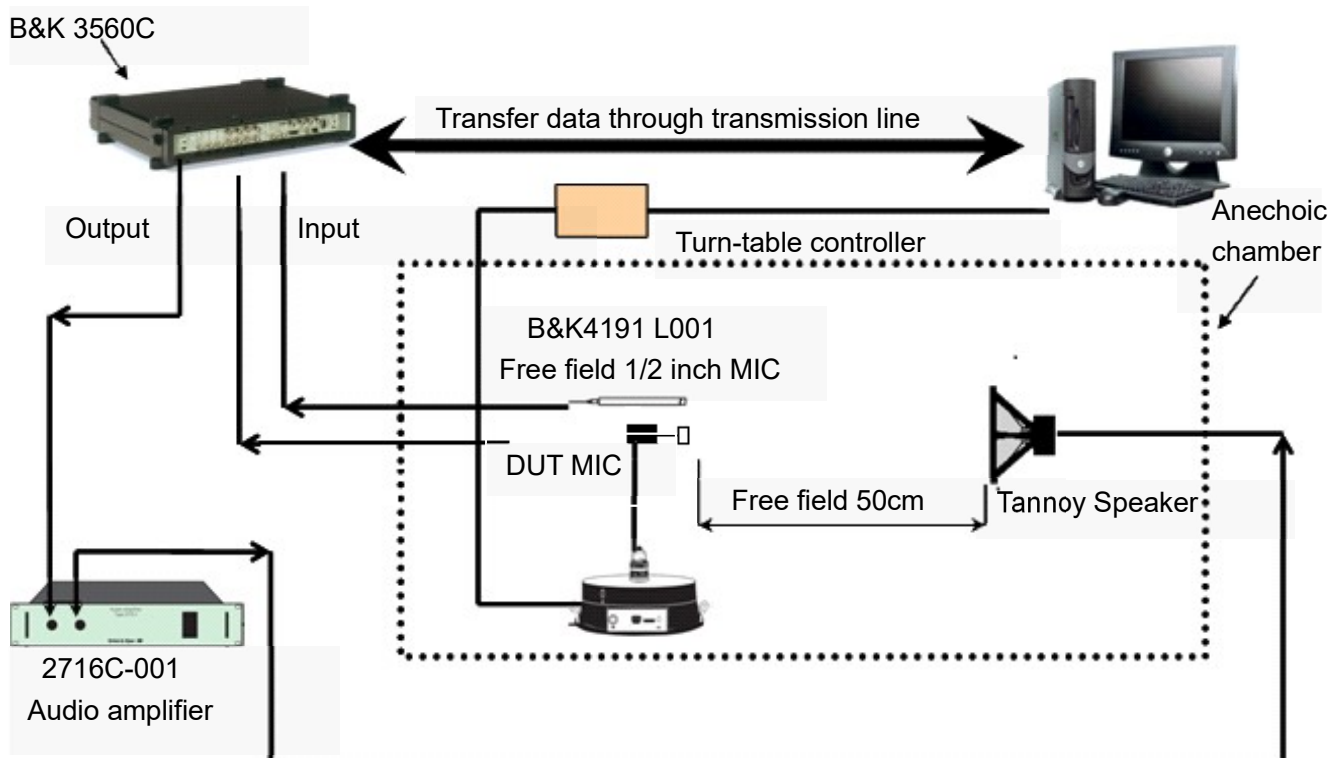 B&K 3560C
Transfer data through transmission line
Output
Input
Turn-table controller
Anechoic
chamber
B&K4191 L001
Free field 1/2 inch MIC
DUT MIC
Free field 50cm
Tannoy Speaker
2716C-001
Audio amplifier